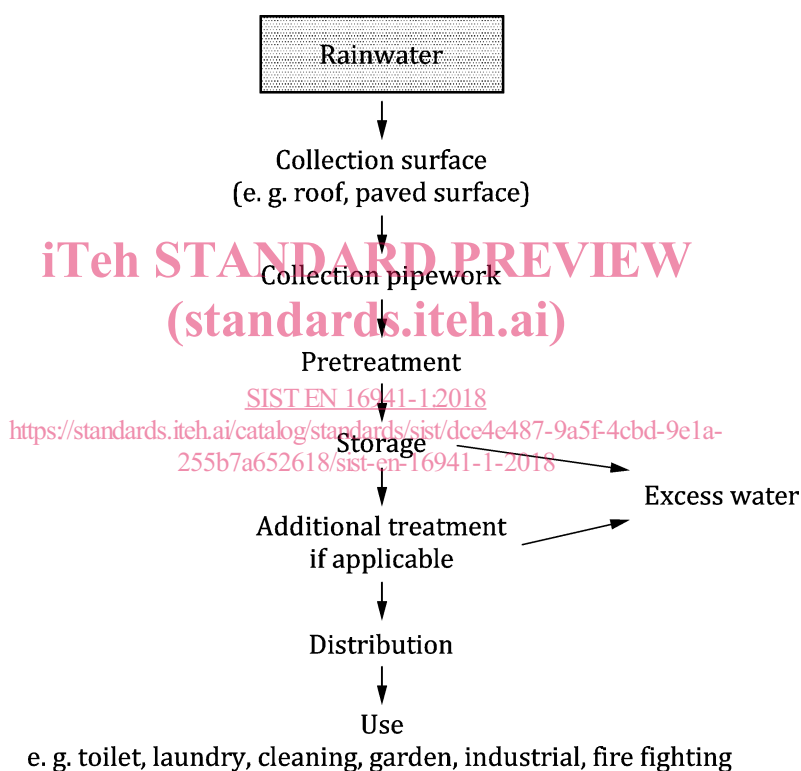 Rainwater
Collection surface
(e. g. roof, paved surface)
iTeh STANDARD PREVIEW
Collection pipework
(standards.iteh.ai)
Pretreatment
SIST EN 16941-1:2018
https://standards.iteh.ai/catalog/standards/sist/dce4e487-9a5f-4cbd-9e1a-
Storage
255b7a652618/sist-en-16941-1-2018
Excess water
Additional treatment
if applicable
Distribution
Use
e. g. toilet, laundry, cleaning, garden, industrial, fire fighting